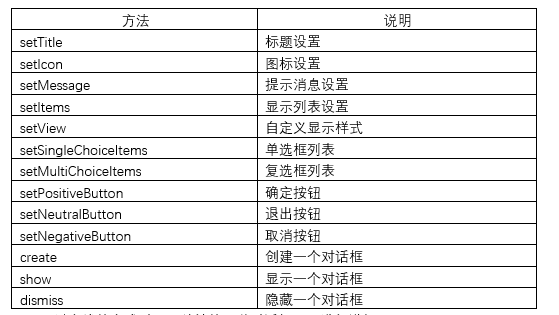 方法 说明
setTitle 标题设置
setIcon 图标设置
setMessage 提示消息设置
setItems 显示列表设置
setView 自定义显示样式
setSingleChoiceItems 单选框列表
setMultiChoiceItems 复选框列表
setPositiveButton 确定按钮
setNeutralButton 退出按钮
setNegativeButton 取消按钮
create 创建一个对话框
show 显示一个对话框
dismiss 隐藏一个对话框